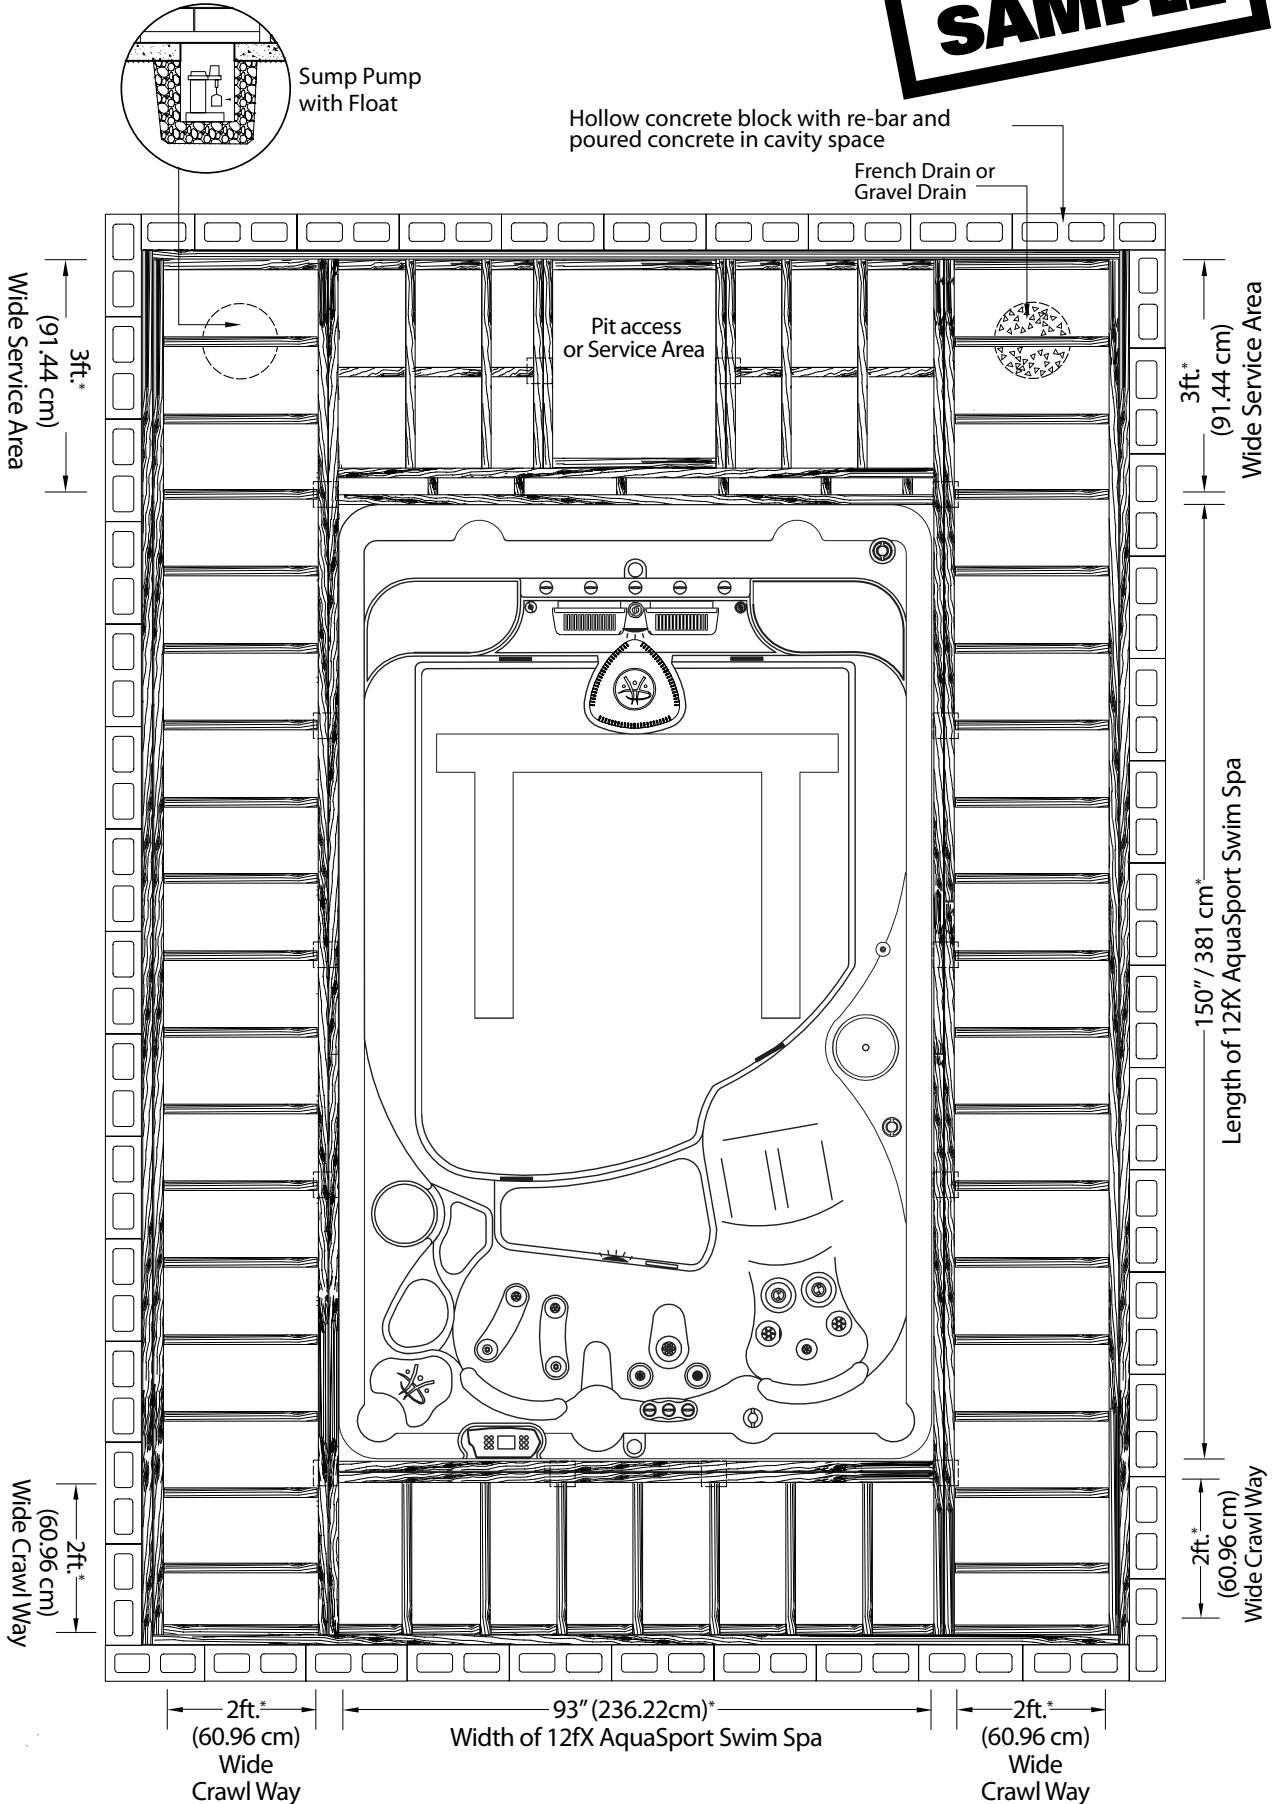 SAMPLE
Sump Pump
with Float
Hollow concrete block with re-bar and
poured concrete in cavity space
French Drain or
Gravel Drain
3ft.*
(91.44 cm)
Wide Service Area
Pit access
or Service Area
3ft.*
(91.44 cm)
Wide Service Area
150” / 381 cm*
Length of 12fX AquaSport Swim Spa
2ft.*
(60.96 cm)
Wide Crawl Way
2ft.*
(60.96 cm)
Wide Crawl Way
2ft.*
(60.96 cm)
Wide
Crawl Way
93” (236.22cm)*
Width of 12fX AquaSport Swim Spa
2ft.*
(60.96 cm)
Wide
Crawl Way